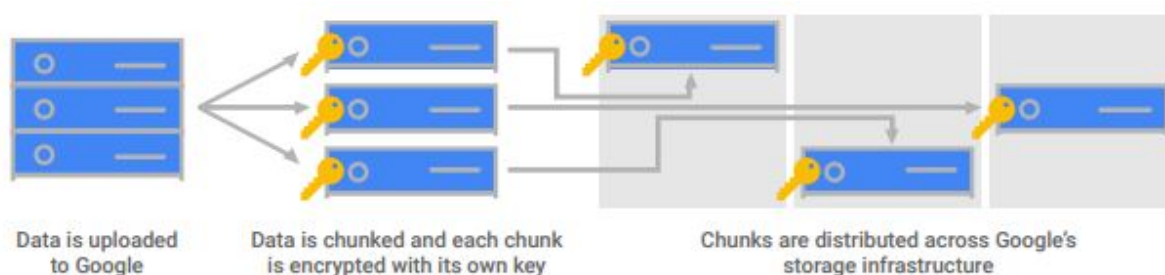 Data is uploaded
to Google
Data is chunked and each chunk
is encrypted with its own key
Chunks are distributed across Google's
storage infrastructure